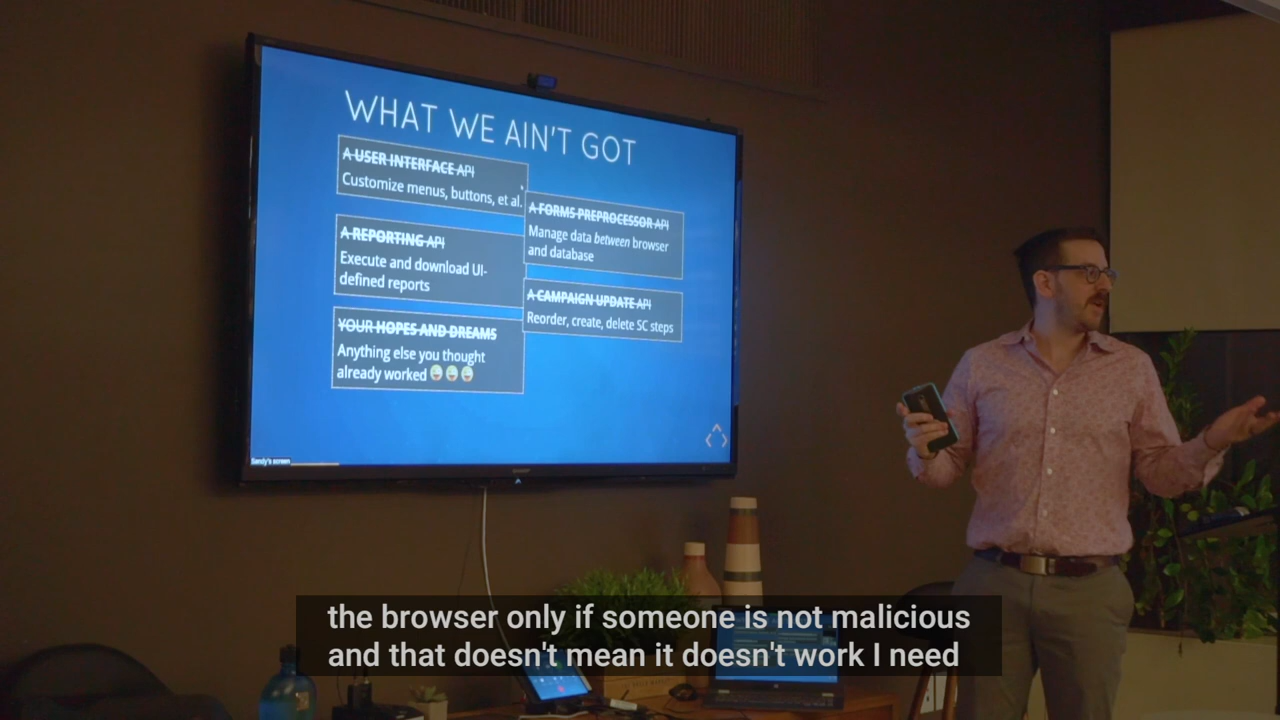 WHAT WE AIN'T GOT
A USER INTERFACE API
Customize menus, buttons, et al.
A REPORTING API
Execute and download UI-
defined reports
YOUR HOPES AND DREAMS
Anything else you thought
already worked 😜😜😜
A FORMS PREPROCESSOR API
Manage data between browser
and database
A CAMPAIGN UPDATE API
Reorder, create, delete SC steps
Sandy's screen
the browser only if someone is not malicious
and that doesn't mean it doesn't work I need